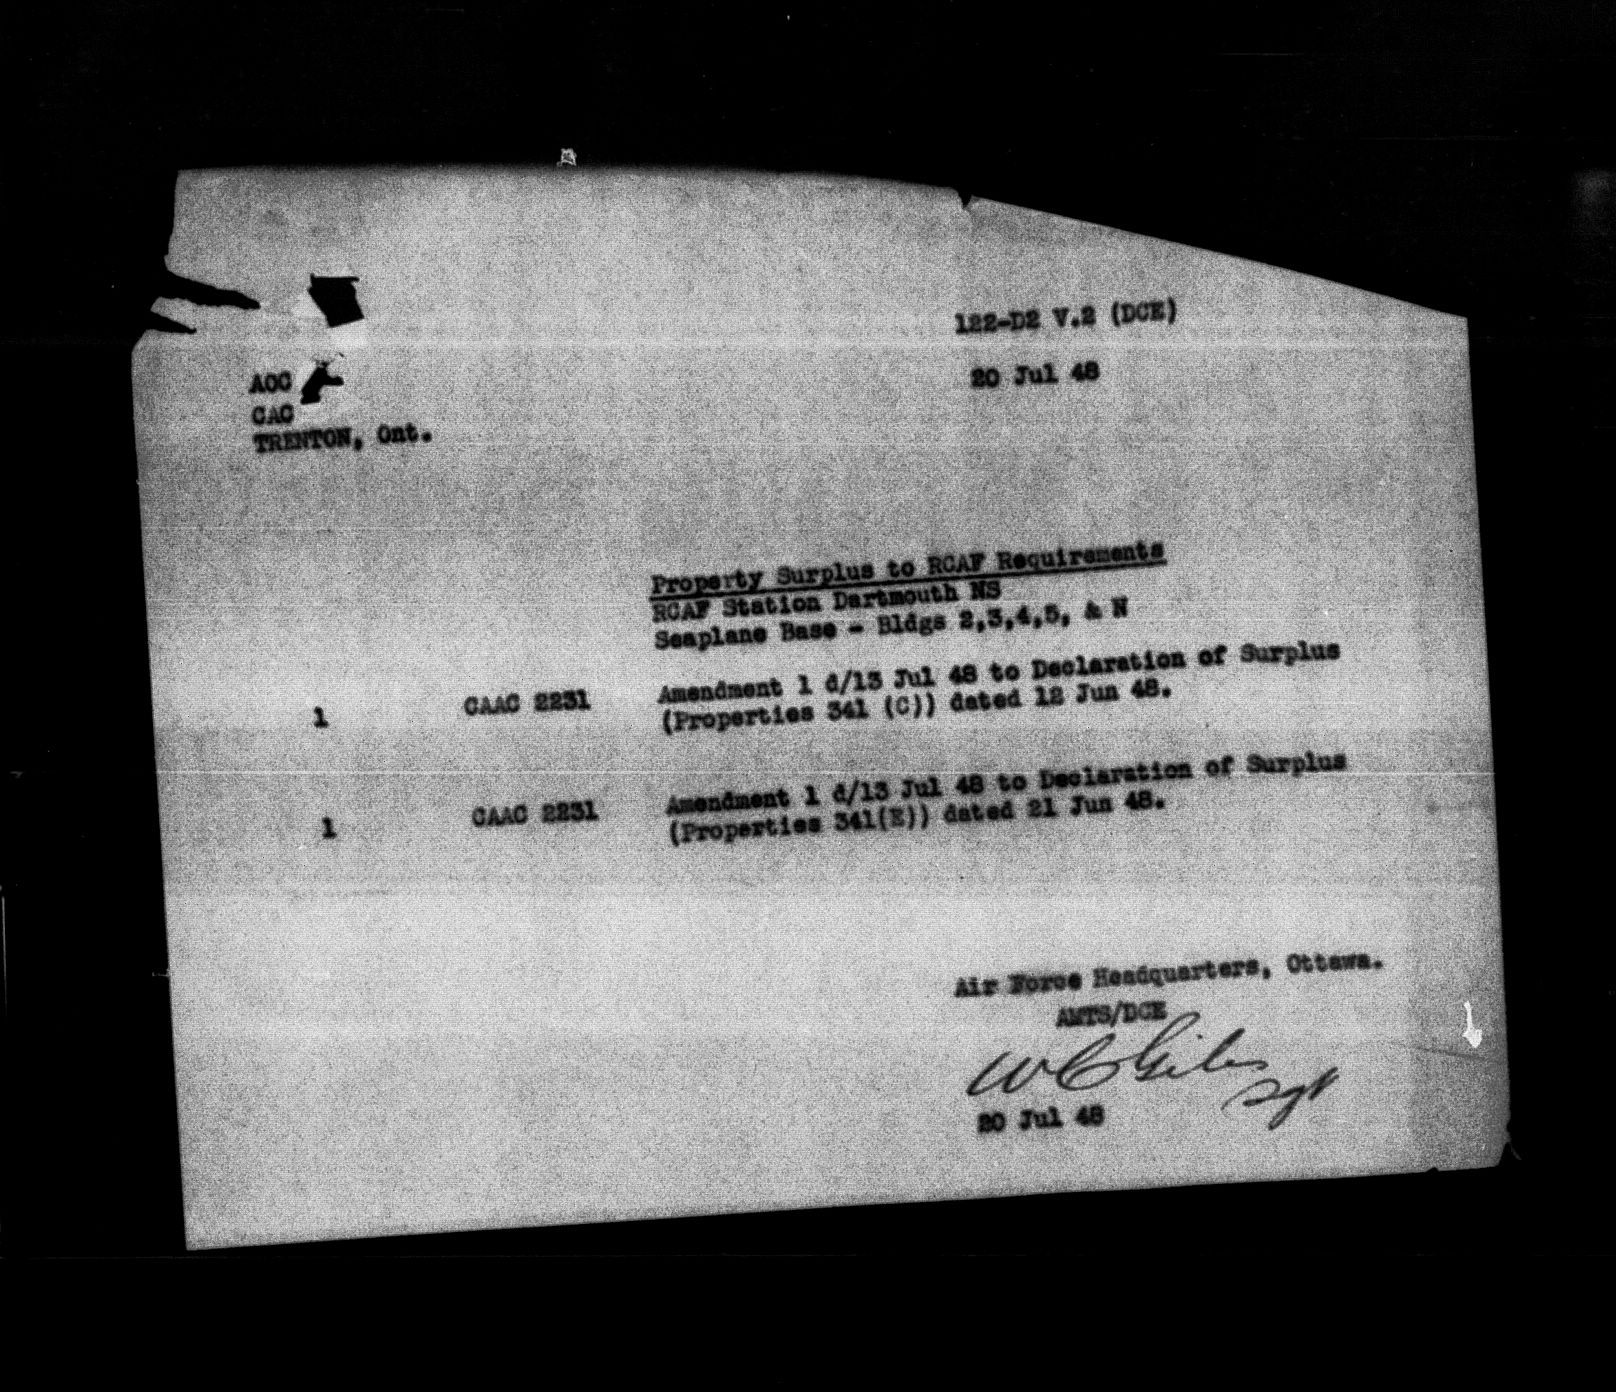 122-D2 V.2 (DCE)
20 Jul 48
AOC
CAC
TRENTON, Ont.
Property Surplus to RCAF Requirements
RCAF Station Dartmouth NS
Seaplane Base - Bldgs 2,3,4,5, & N
1 CAAC 2231 Amendment 1 d/13 Jul 48 to Declaration of Surplus
(Properties 341 (C)) dated 12 Jun 48.
1 CAAC 2231 Amendment 1 d/13 Jul 48 to Declaration of Surplus
(Properties 341(E)) dated 21 Jun 48.
Air Force Headquarters, Ottawa.
AMTS/DCE
W C Giles
Sgt
20 Jul 48